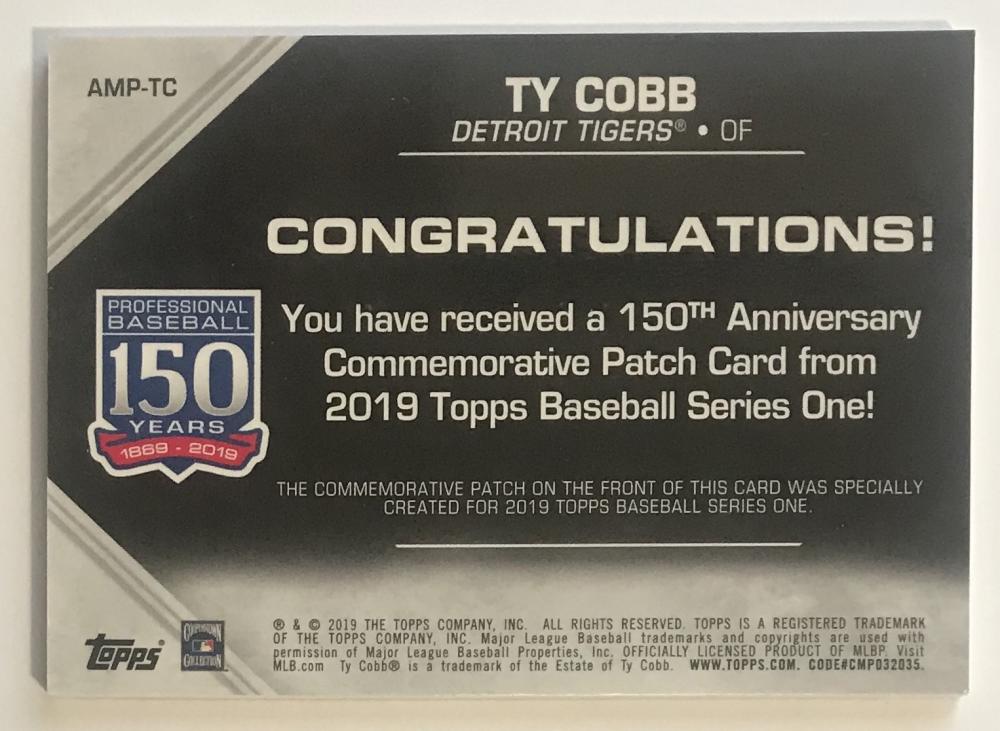 AMP-TC
TY COBB
DETROIT TIGERS® • OF
CONGRATULATIONS!
PROFESSIONAL
BASEBALL
150
YEARS
1869 - 2019
You have received a 150TH Anniversary
Commemorative Patch Card from
2019 Topps Baseball Series One!
THE COMMEMORATIVE PATCH ON THE FRONT OF THIS CARD WAS SPECIALLY
CREATED FOR 2019 TOPPS BASEBALL SERIES ONE.
Topps®
COOPERSTOWN
COLLECTION
® & © 2019 THE TOPPS COMPANY, INC. ALL RIGHTS RESERVED. TOPPS IS A REGISTERED TRADEMARK
OF THE TOPPS COMPANY, INC. Major League Baseball trademarks and copyrights are used with
permission of Major League Baseball Properties, Inc. OFFICIALLY LICENSED PRODUCT OF MLBP. Visit
MLB.com Ty Cobb® is a trademark of the Estate of Ty Cobb. WWW.TOPPS.COM. CODE#CMP032035.